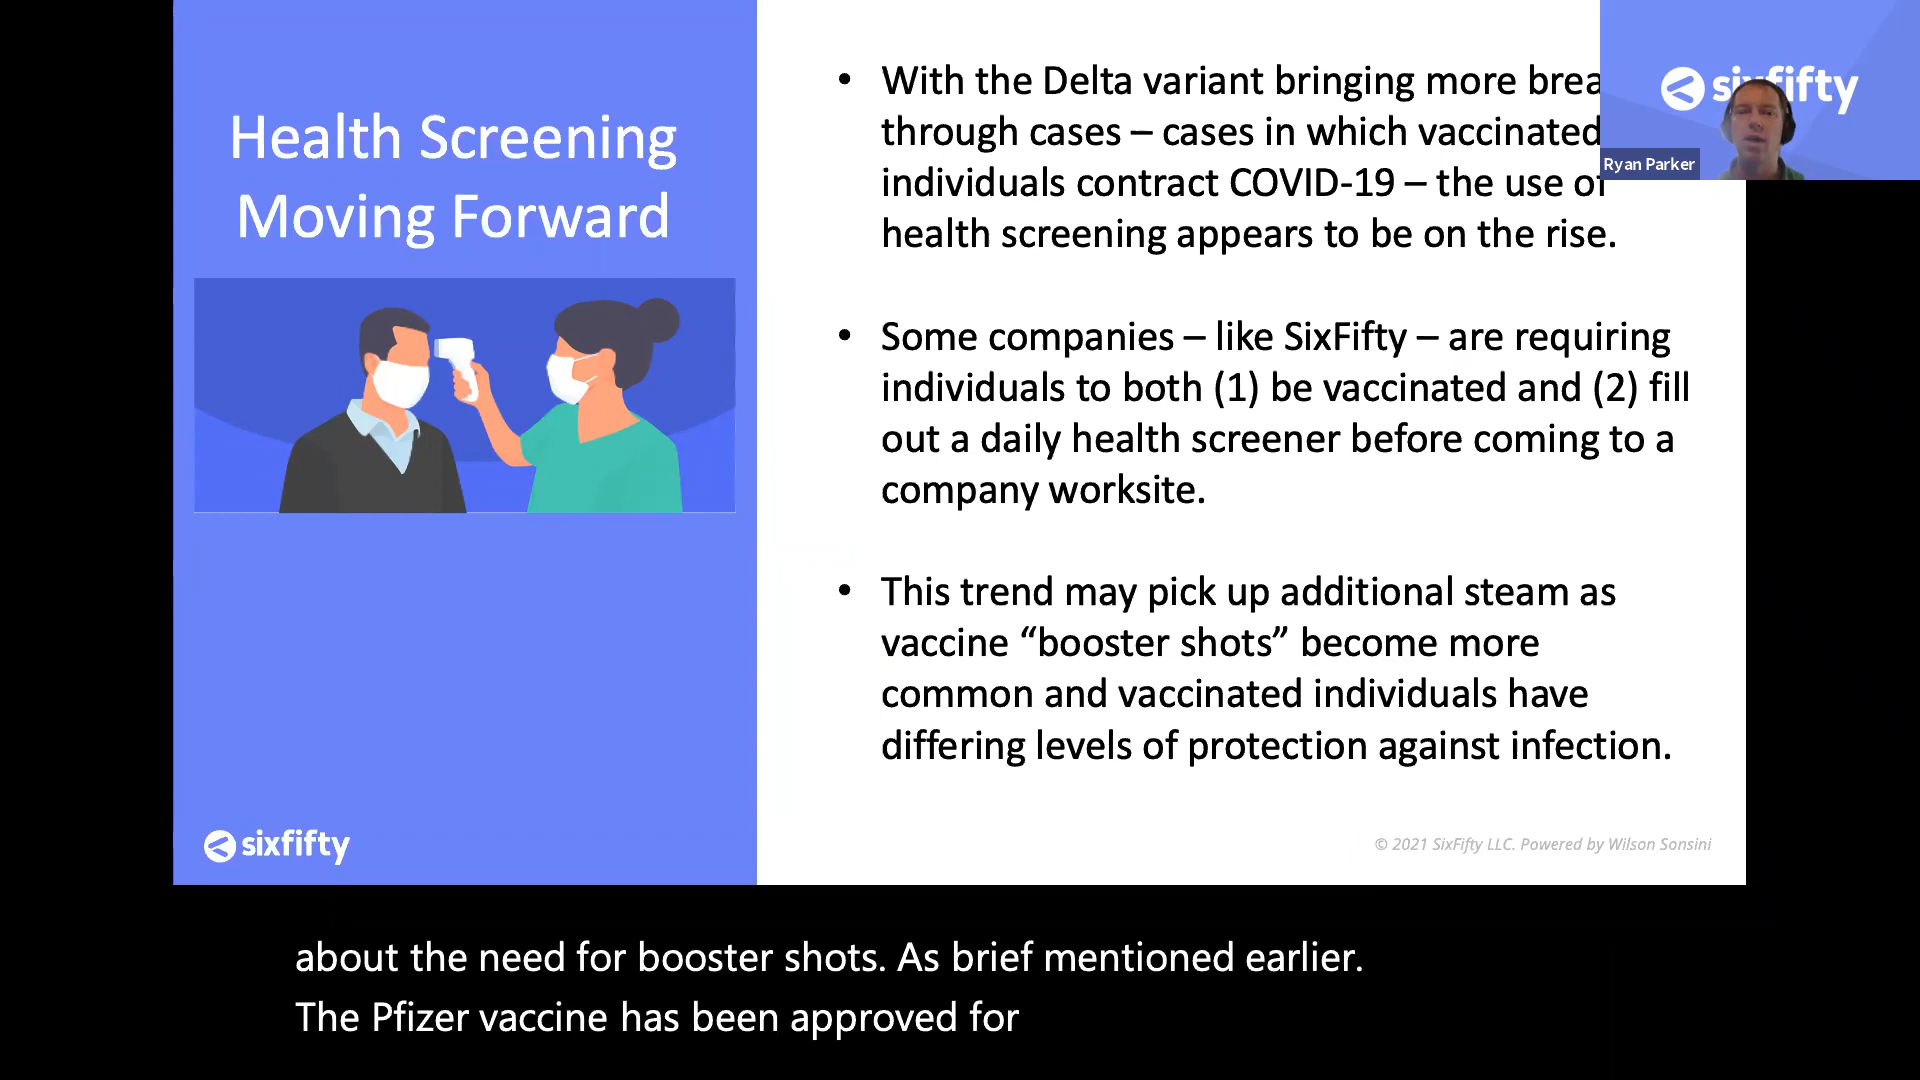 Health Screening
Moving Forward
sixfifty
• With the Delta variant bringing more brea
through cases – cases in which vaccinated
individuals contract COVID-19 – the use of
health screening appears to be on the rise.
• Some companies – like SixFifty – are requiring
individuals to both (1) be vaccinated and (2) fill
out a daily health screener before coming to a
company worksite.
• This trend may pick up additional steam as
vaccine “booster shots” become more
common and vaccinated individuals have
differing levels of protection against infection.
© 2021 SixFifty LLC. Powered by Wilson Sonsini
sixfifty
Ryan Parker
about the need for booster shots. As brief mentioned earlier.
The Pfizer vaccine has been approved for